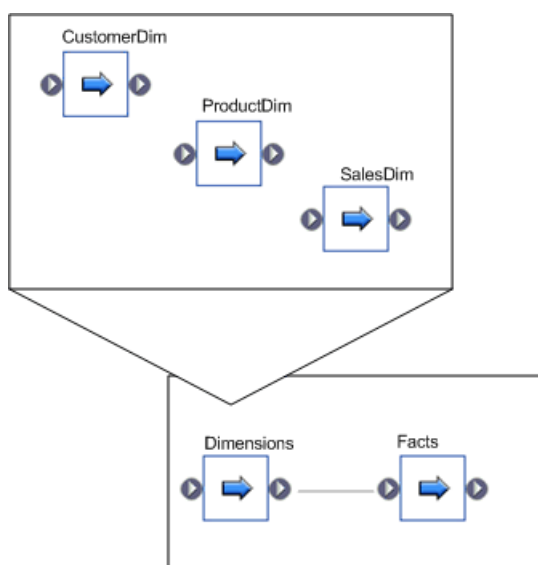 CustomerDim
ProductDim
SalesDim
Dimensions
Facts